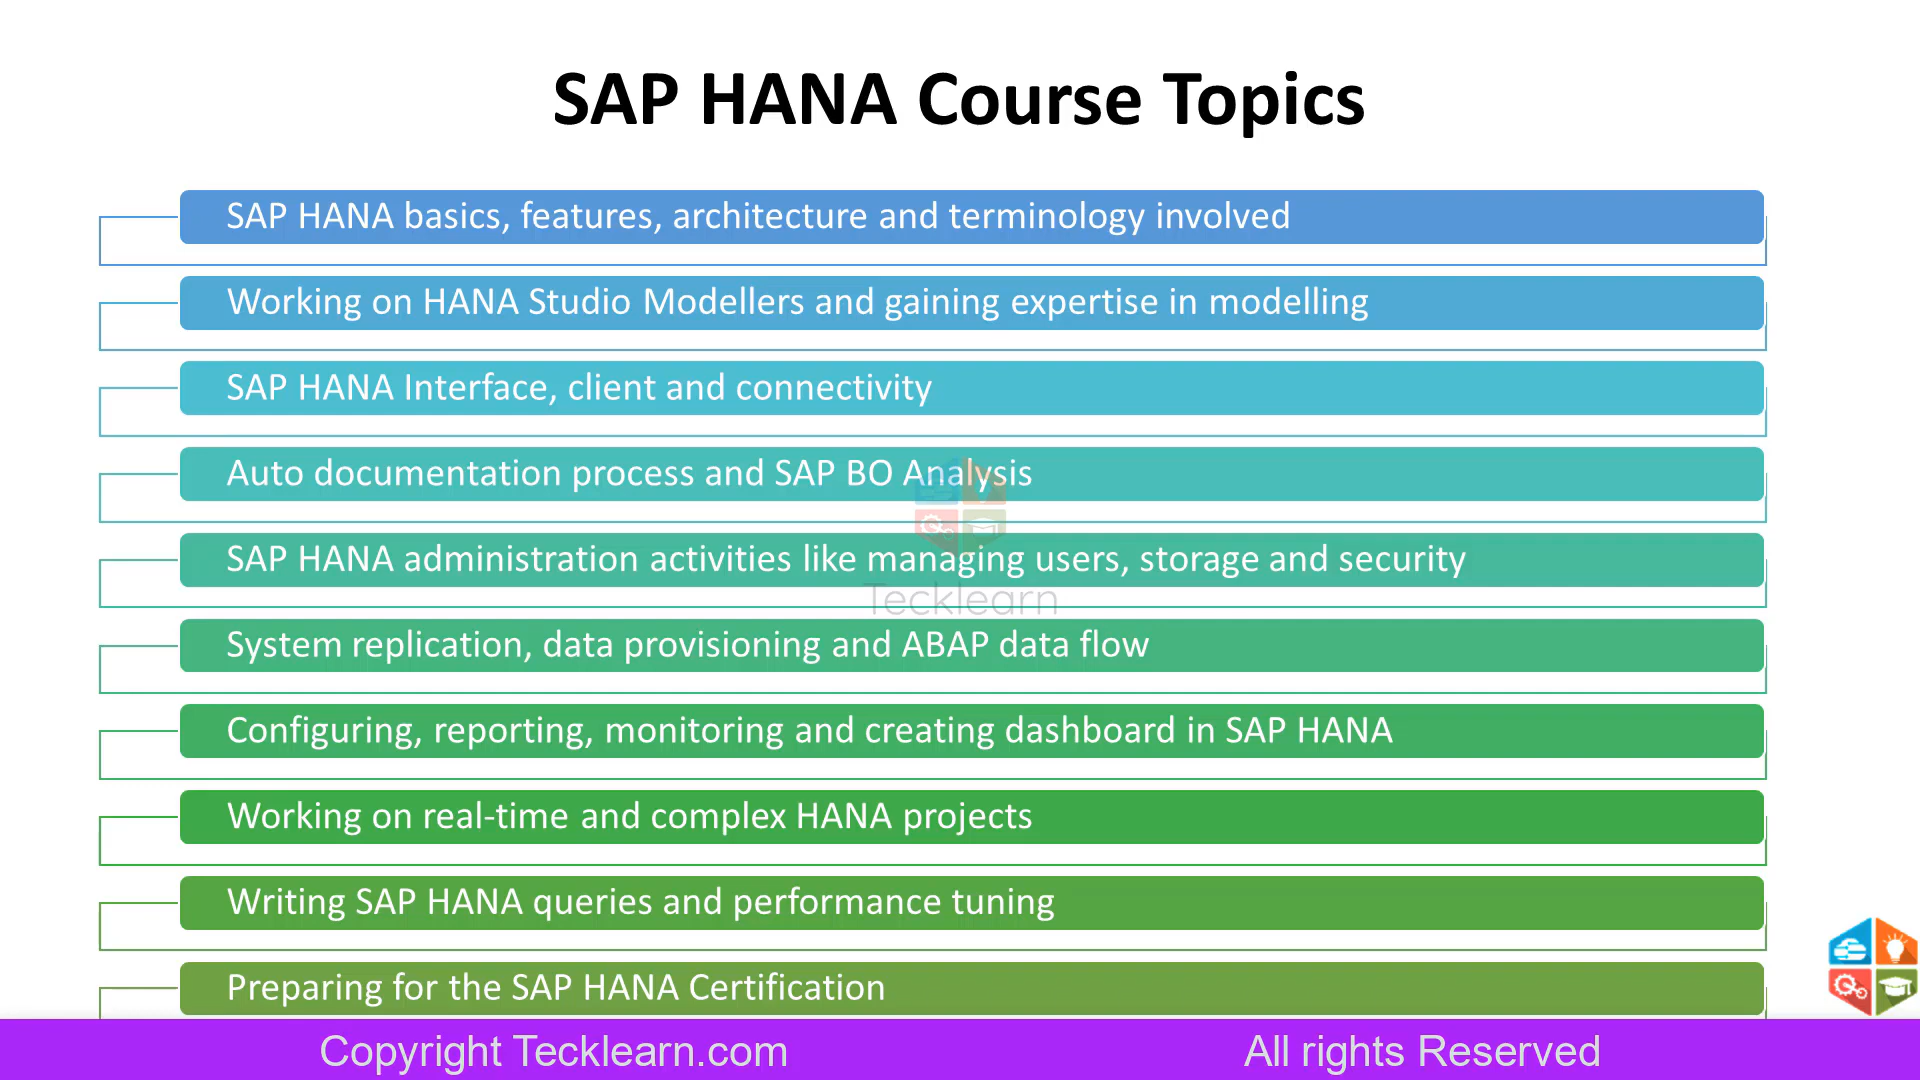 SAP HANA Course Topics
SAP HANA basics, features, architecture and terminology involved
Working on HANA Studio Modellers and gaining expertise in modelling
SAP HANA Interface, client and connectivity
Auto documentation process and SAP BO Analysis
SAP HANA administration activities like managing users, storage and security
Tecklearn
System replication, data provisioning and ABAP data flow
Configuring, reporting, monitoring and creating dashboard in SAP HANA
Working on real-time and complex HANA projects
Writing SAP HANA queries and performance tuning
Preparing for the SAP HANA Certification
Copyright Tecklearn.com All rights Reserved